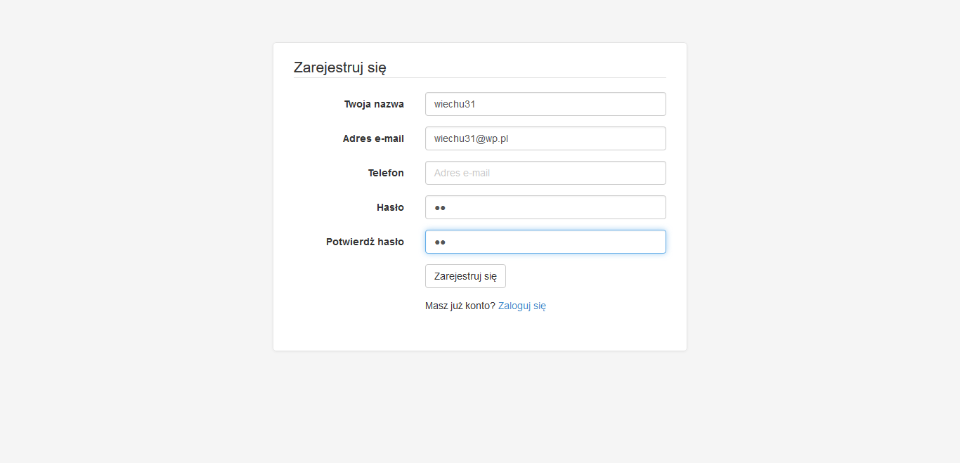 Zarejestruj się
Twoja nazwa wiechu31
Adres e-mail wiechu31@wp.pl
Telefon Adres e-mail
Hasło ●●
Potwierdź hasło ●●
Zarejestruj się
Masz już konto? Zaloguj się